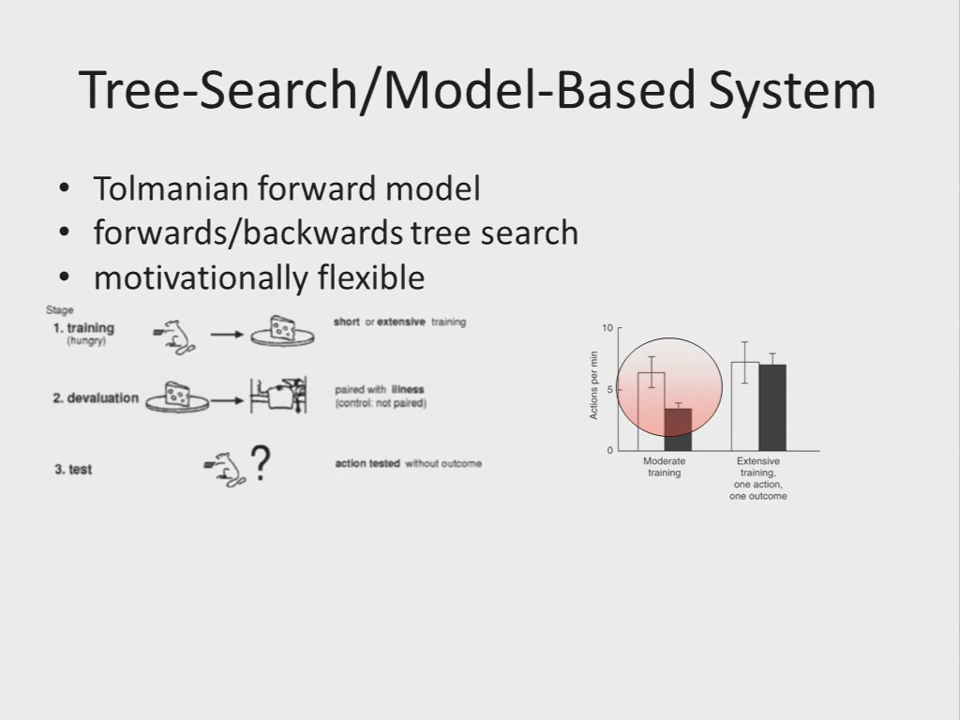 Tree-Search/Model-Based System
• Tolmanian forward model
• forwards/backwards tree search
• motivationally flexible
Stage
1. training
(hungry)
short or extensive training
2. devaluation
paired with illness
(control: not paired)
3. test
?
action tested without outcome
10
5
0
Actions per min
Moderate
training
Extensive
training,
one action,
one outcome